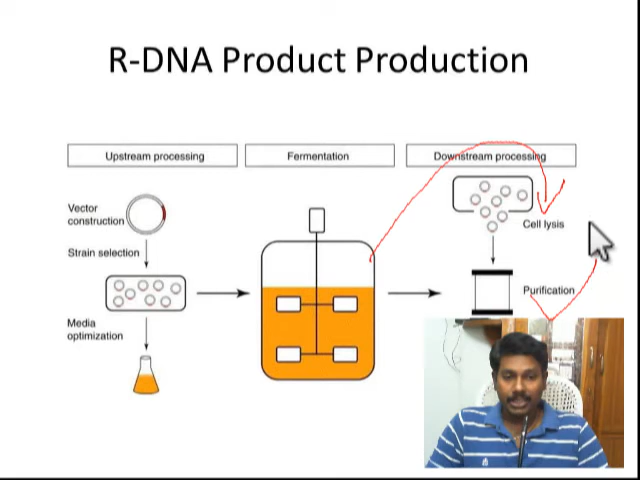 R-DNA Product Production
Upstream processing
Fermentation
Downstream processing
Vector
construction
Strain selection
Media
optimization
Cell lysis
Purification